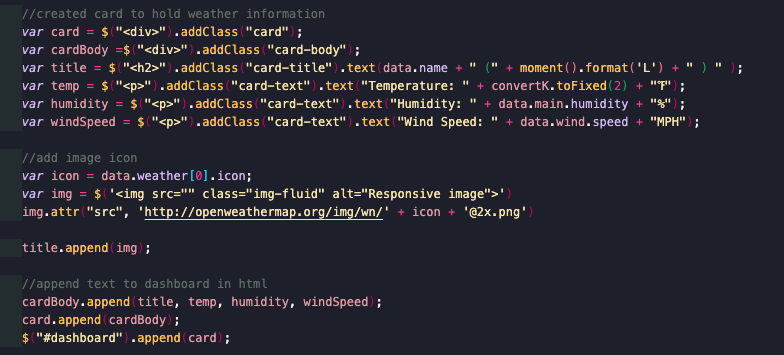 //created card to hold weather information
var card = $("<div>").addClass("card");
var cardBody =$("<div>").addClass("card-body");
var title = $("<h2>").addClass("card-title").text(data.name + " (" + moment().format('L') + " ) " );
var temp = $("<p>").addClass("card-text").text("Temperature: " + convertK.toFixed(2) + "℉");
var humidity = $("<p>").addClass("card-text").text("Humidity: " + data.main.humidity + "%");
var windSpeed = $("<p>").addClass("card-text").text("Wind Speed: " + data.wind.speed + "MPH");
//add image icon
var icon = data.weather[0].icon;
var img = $('<img src="" class="img-fluid" alt="Responsive image">')
img.attr("src", 'http://openweathermap.org/img/wn/' + icon + '@2x.png')
title.append(img);
//append text to dashboard in html
cardBody.append(title, temp, humidity, windSpeed);
card.append(cardBody);
$("#dashboard").append(card);